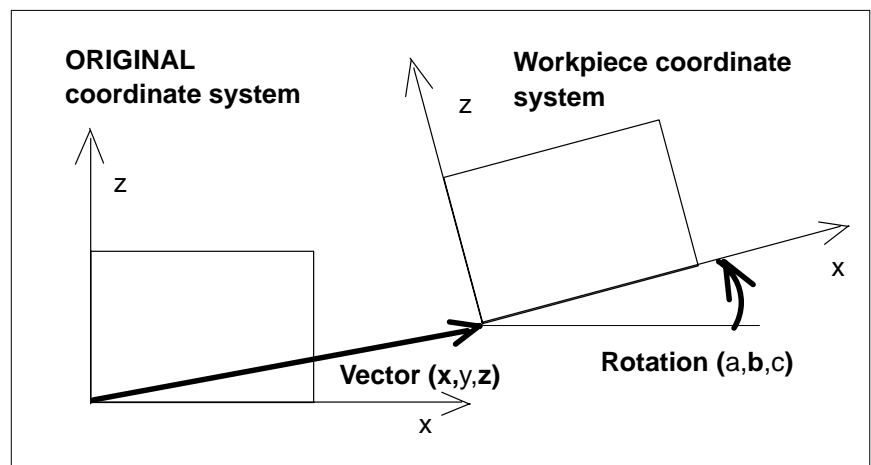 ORIGINAL
coordinate system
z
x
Workpiece coordinate
system
z
x
Vector (x,y,z)
Rotation (a,b,c)